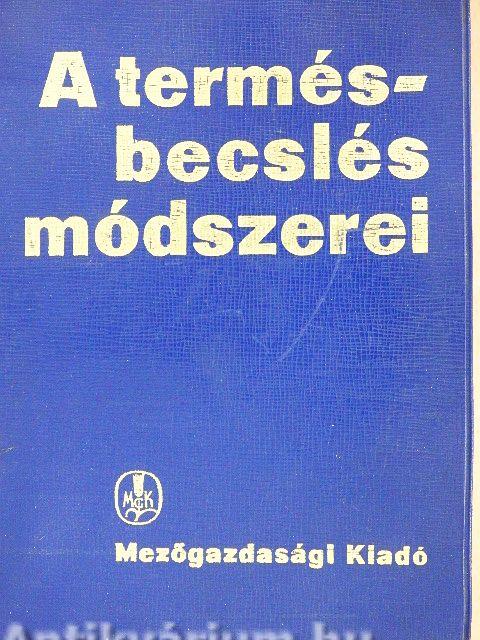 A termés-
becslés
módszerei
MGK
Mezőgazdasági Kiadó
Antikvárium.hu